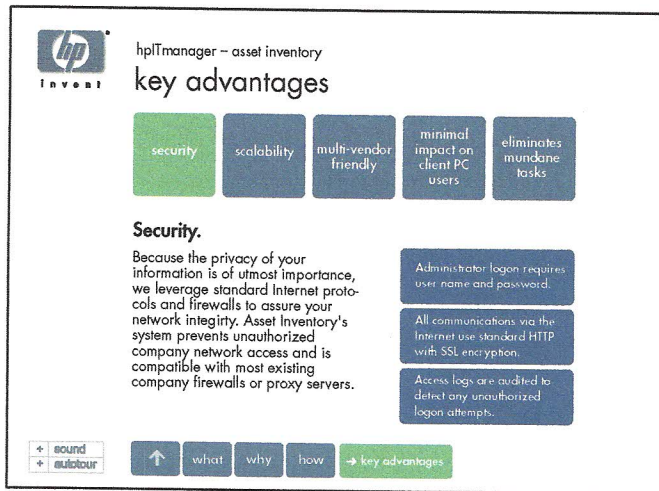 hp
invent
hpITmanager – asset inventory
key advantages
security
scalability
multi-vendor
friendly
minimal
impact on
client PC
users
eliminates
mundane
tasks
Security.
Because the privacy of your
information is of utmost importance,
we leverage standard Internet proto-
cols and firewalls to assure your
network integirty. Asset Inventory's
system prevents unauthorized
company network access and is
compatible with most existing
company firewalls or proxy servers.
Administrator logon requires
user name and password.
All communications via the
Internet use standard HTTP
with SSL encryption.
Access logs are audited to
detect any unauthorized
logon attempts.
+ sound
+ autotour
↑ what why how → key advantages